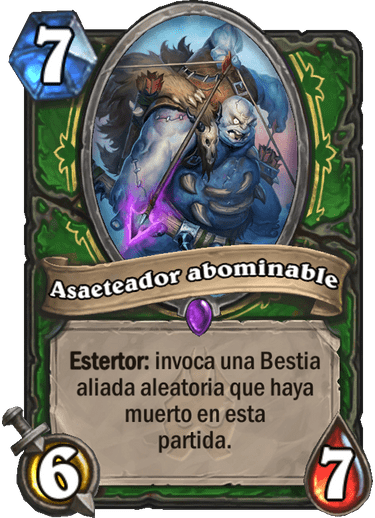 7
Asaeteador abominable
Estertor: invoca una Bestia
aliada aleatoria que haya
muerto en esta
partida.
6
7